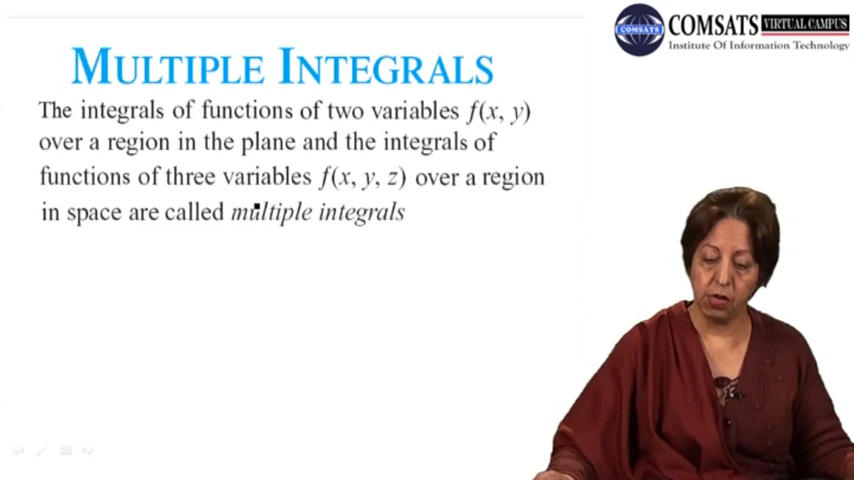 COMSATS VIRTUAL CAMPUS
Institute Of Information Technology
MULTIPLE INTEGRALS
The integrals of functions of two variables f(x, y)
over a region in the plane and the integrals of
functions of three variables f(x, y, z) over a region
in space are called multiple integrals